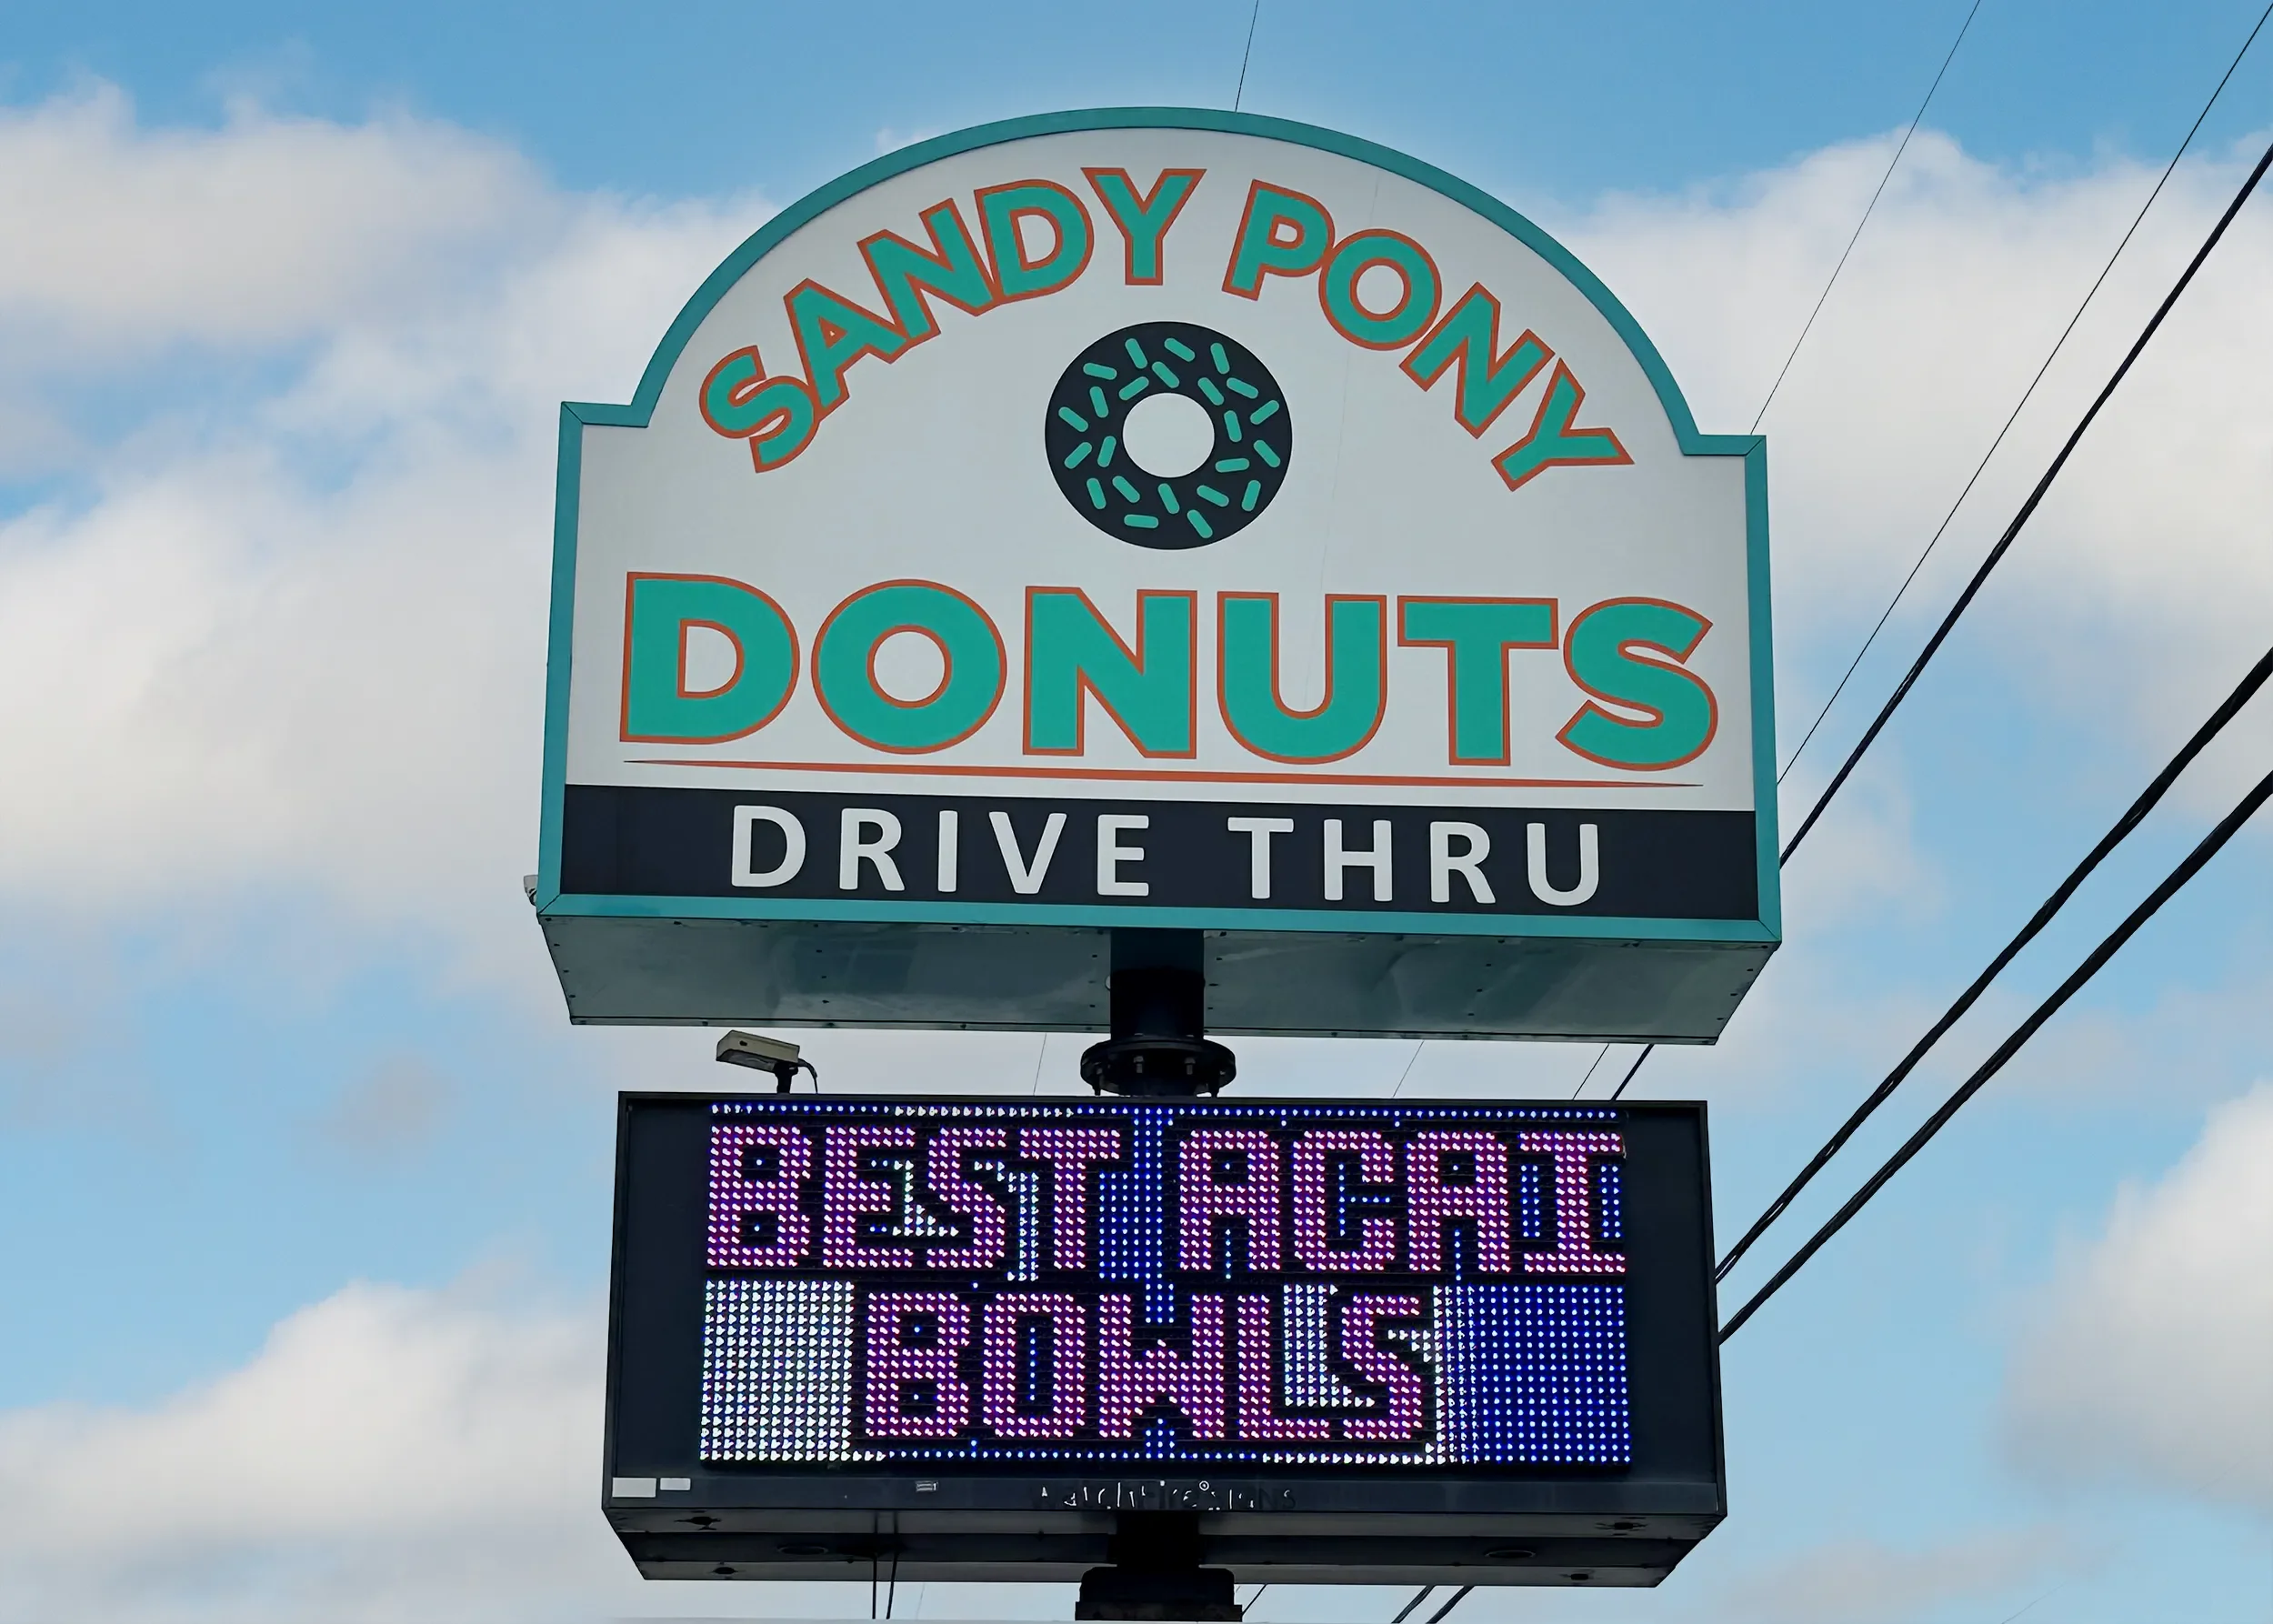 SANDY PONY
DONUTS
DRIVE THRU
BEST ACAI
BOWLS